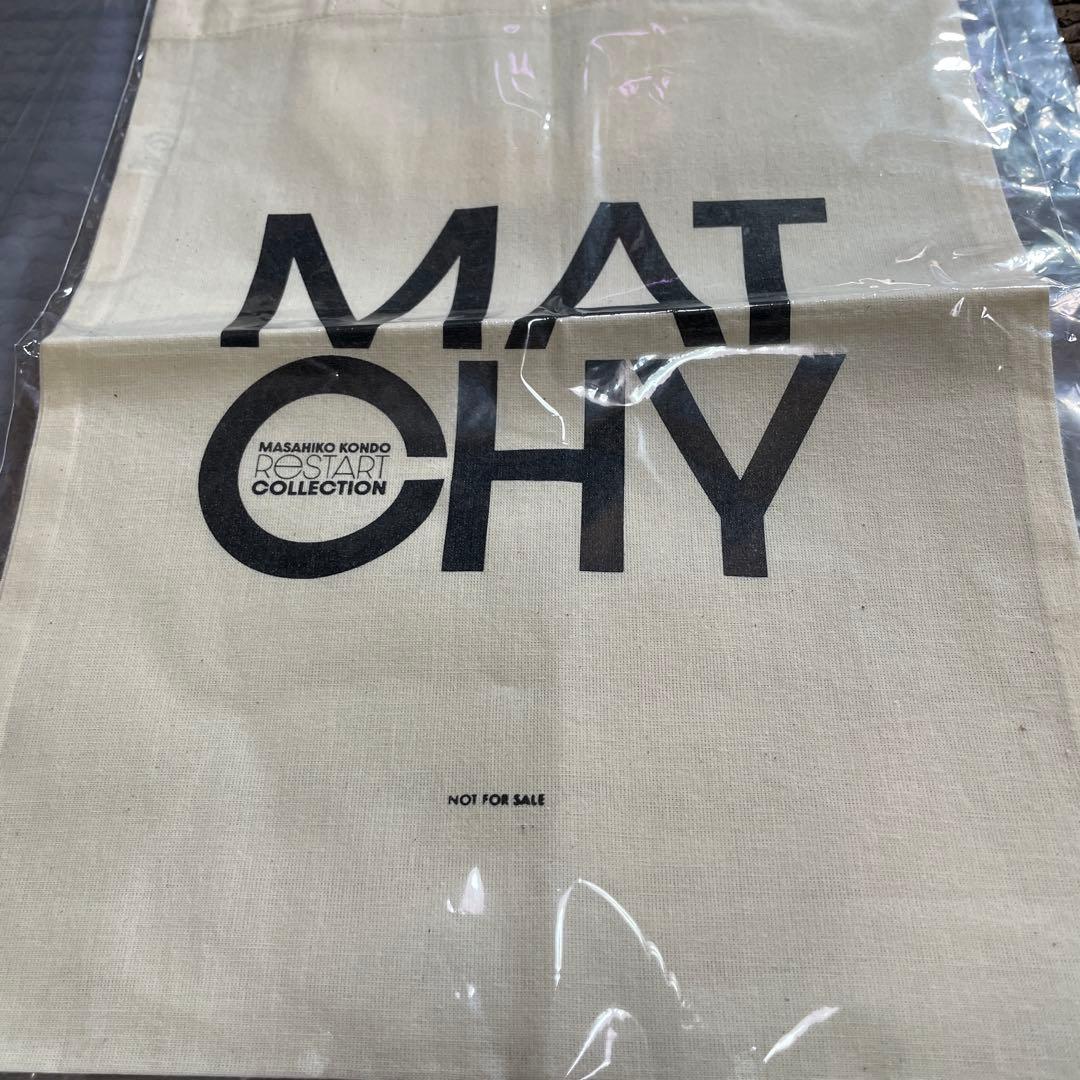 MAT
CHY
MASAHIKO KONDO
ReSTART
COLLECTION
NOT FOR SALE